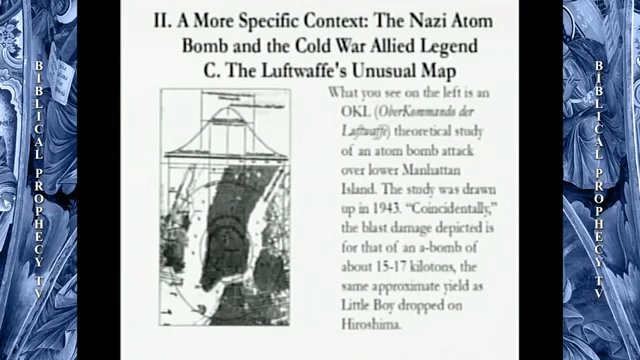 II. A More Specific Context: The Nazi Atom
Bomb and the Cold War Allied Legend
C. The Luftwaffe's Unusual Map
What you see on the left is an
OKL (OberKommando der
Luftwaffe) theoretical study
of an atom bomb attack
over lower Manhattan
Island. The study was drawn
up in 1943. “Coincidentally,”
the blast damage depicted is
for that of an a-bomb of
about 15-17 kilotons, the
same approximate yield as
Little Boy dropped on
Hiroshima.
BIBLICAL PROPHECY TV
BIBLICAL PROPHECY TV